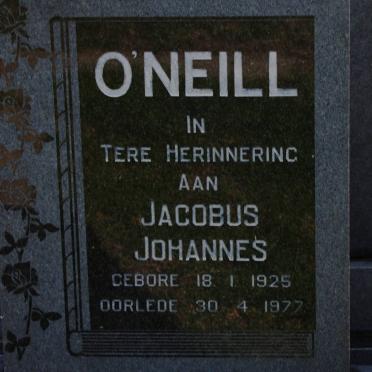 O'NEILL
IN
TERE HERINNERING
AAN
JACOBUS
JOHANNES
GEBORE 18 1 1925
OORLEDE 30 4 1977